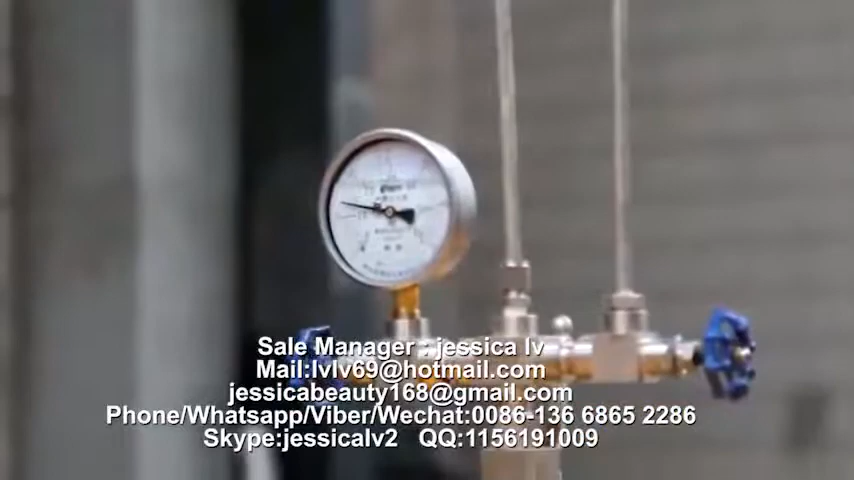 Sale Manager : jessica lv
Mail:lvlv69@hotmail.com
jessicabeauty168@gmail.com
Phone/Whatsapp/Viber/Wechat:0086-136 6865 2286
Skype:jessicalv2 QQ:1156191009